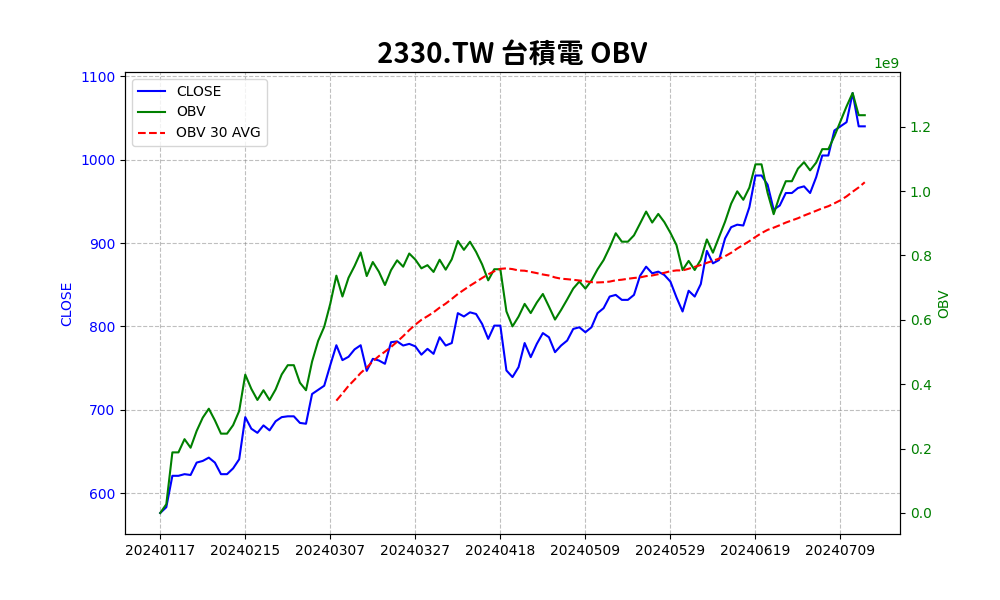 2330.TW 台積電 OBV
1e9
CLOSE
OBV
OBV 30 AVG
1100
1000
900
800
700
600
CLOSE
1.2
1.0
0.8
0.6
0.4
0.2
0.0
OBV
20240117 20240215 20240307 20240327 20240418 20240509 20240529 20240619 20240709